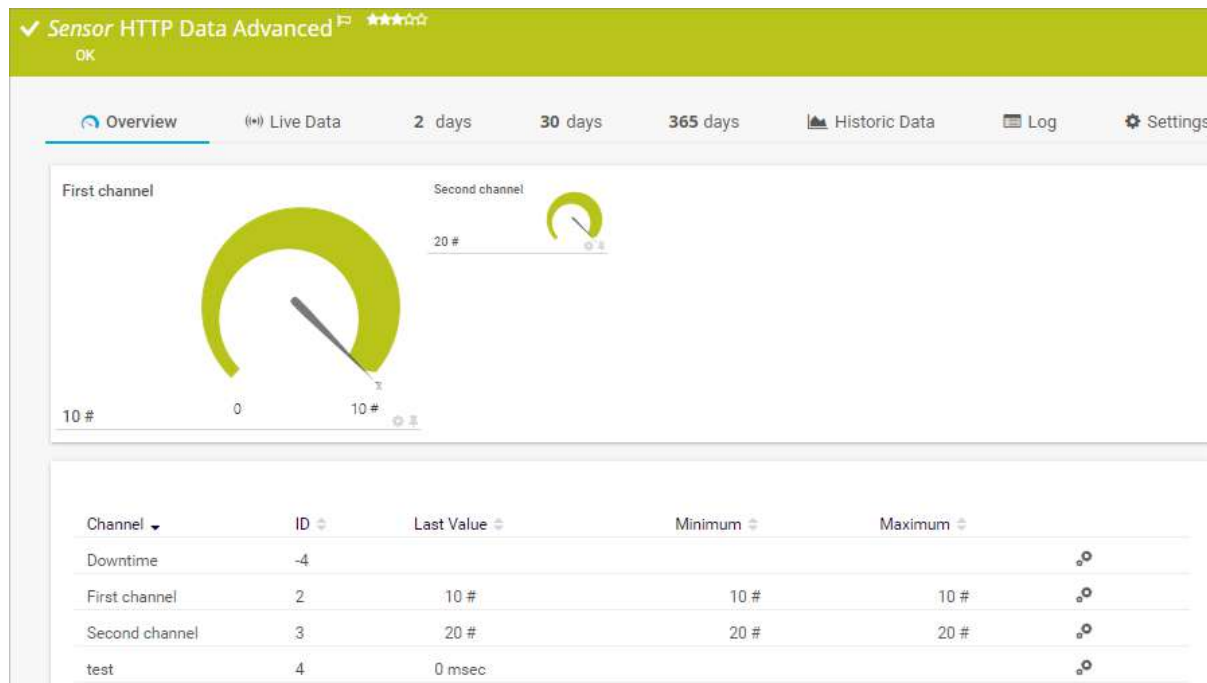 Sensor HTTP Data Advanced
OK
Overview Live Data 2 days 30 days 365 days Historic Data Log Settings
First channel
Second channel
20 #
10 #
0
10 #
Channel ID Last Value Minimum Maximum
Downtime -4
First channel 2 10 # 10 # 10 #
Second channel 3 20 # 20 # 20 #
test 4 0 msec